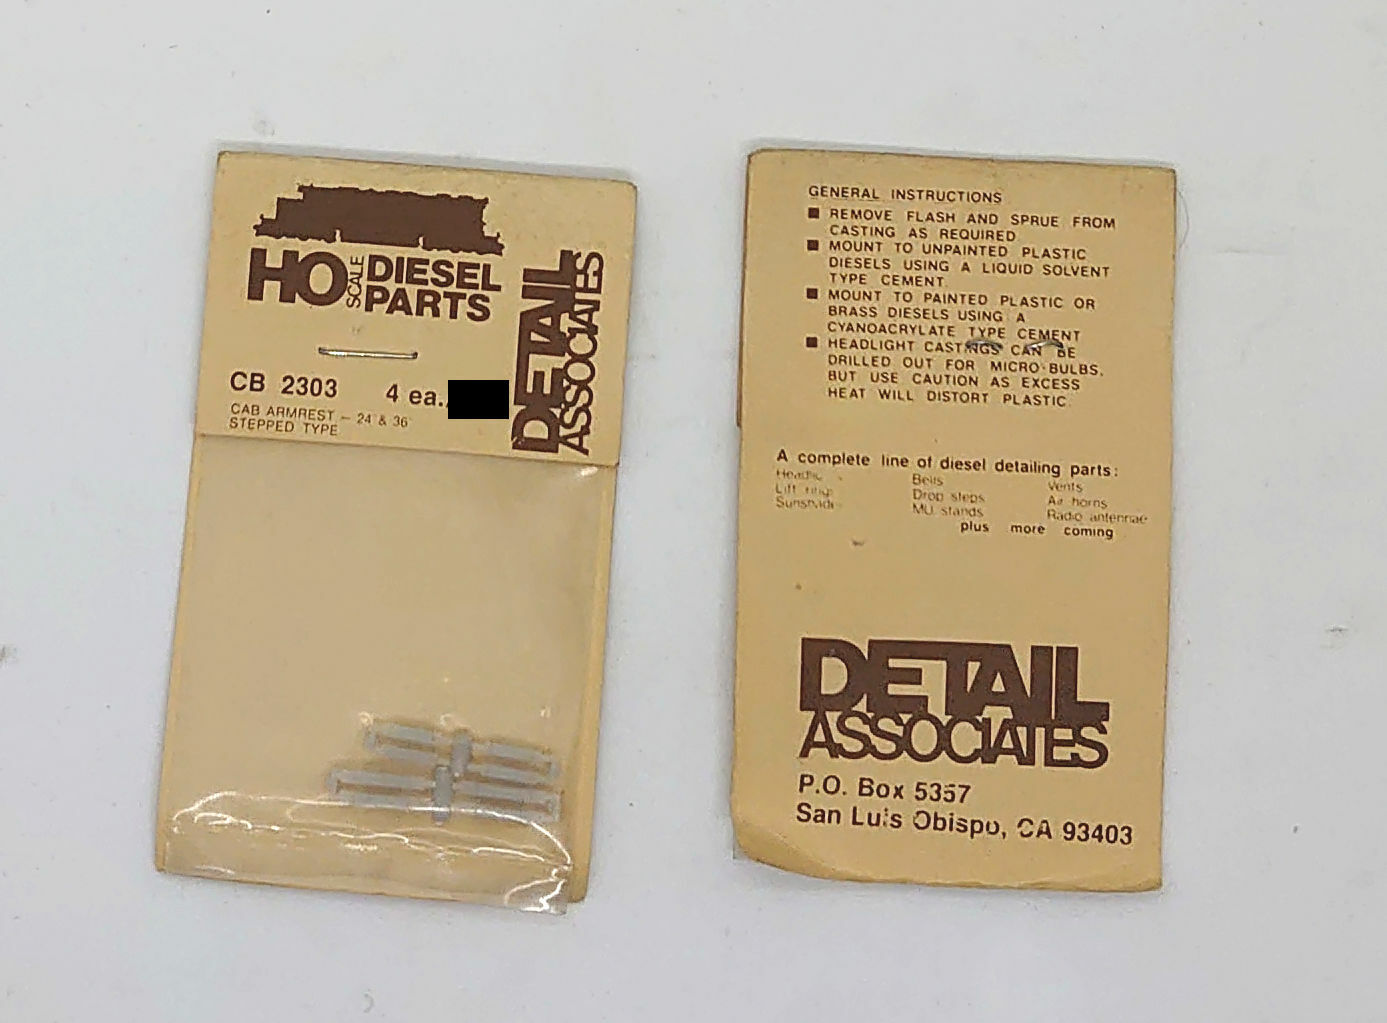 HO SCALE DIESEL PARTS
DETAIL ASSOCIATES
CB 2303 4 ea.
CAB ARMREST – 24 & 36
STEPPED TYPE
GENERAL INSTRUCTIONS
■ REMOVE FLASH AND SPRUE FROM
CASTING AS REQUIRED
■ MOUNT TO UNPAINTED PLASTIC
DIESELS USING A LIQUID SOLVENT
TYPE CEMENT
■ MOUNT TO PAINTED PLASTIC OR
BRASS DIESELS USING A
CYANOACRYLATE TYPE CEMENT
■ HEADLIGHT CASTINGS CAN BE
DRILLED OUT FOR MICRO-BULBS,
BUT USE CAUTION AS EXCESS
HEAT WILL DISTORT PLASTIC.
A complete line of diesel detailing parts:
Bells Vents
Lift rings Drop steps Air horns
MU stands Radio antennae
plus more coming
DETAIL
ASSOCIATES
P.O. Box 5357
San Luis Obispo, CA 93403